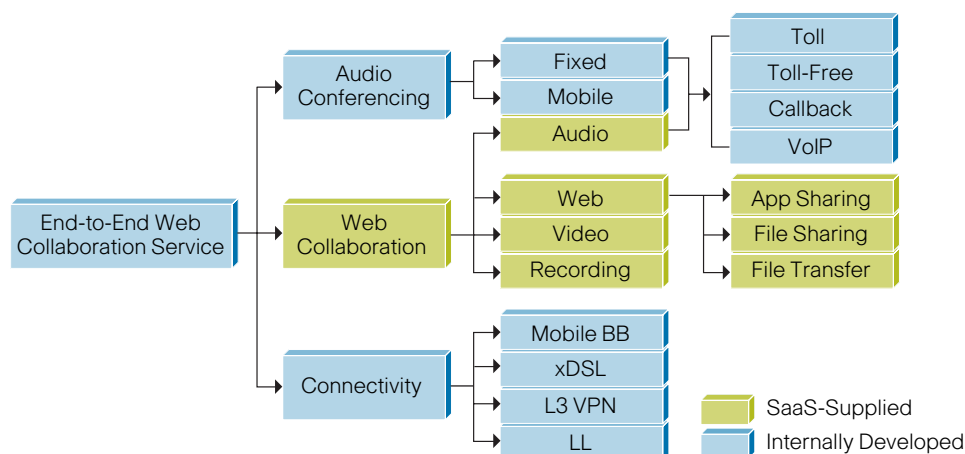 End-to-End Web
Collaboration Service
Audio
Conferencing
Web
Collaboration
Connectivity
Fixed
Mobile
Audio
Web
Video
Recording
Mobile BB
xDSL
L3 VPN
LL
Toll
Toll-Free
Callback
VoIP
App Sharing
File Sharing
File Transfer
SaaS-Supplied
Internally Developed